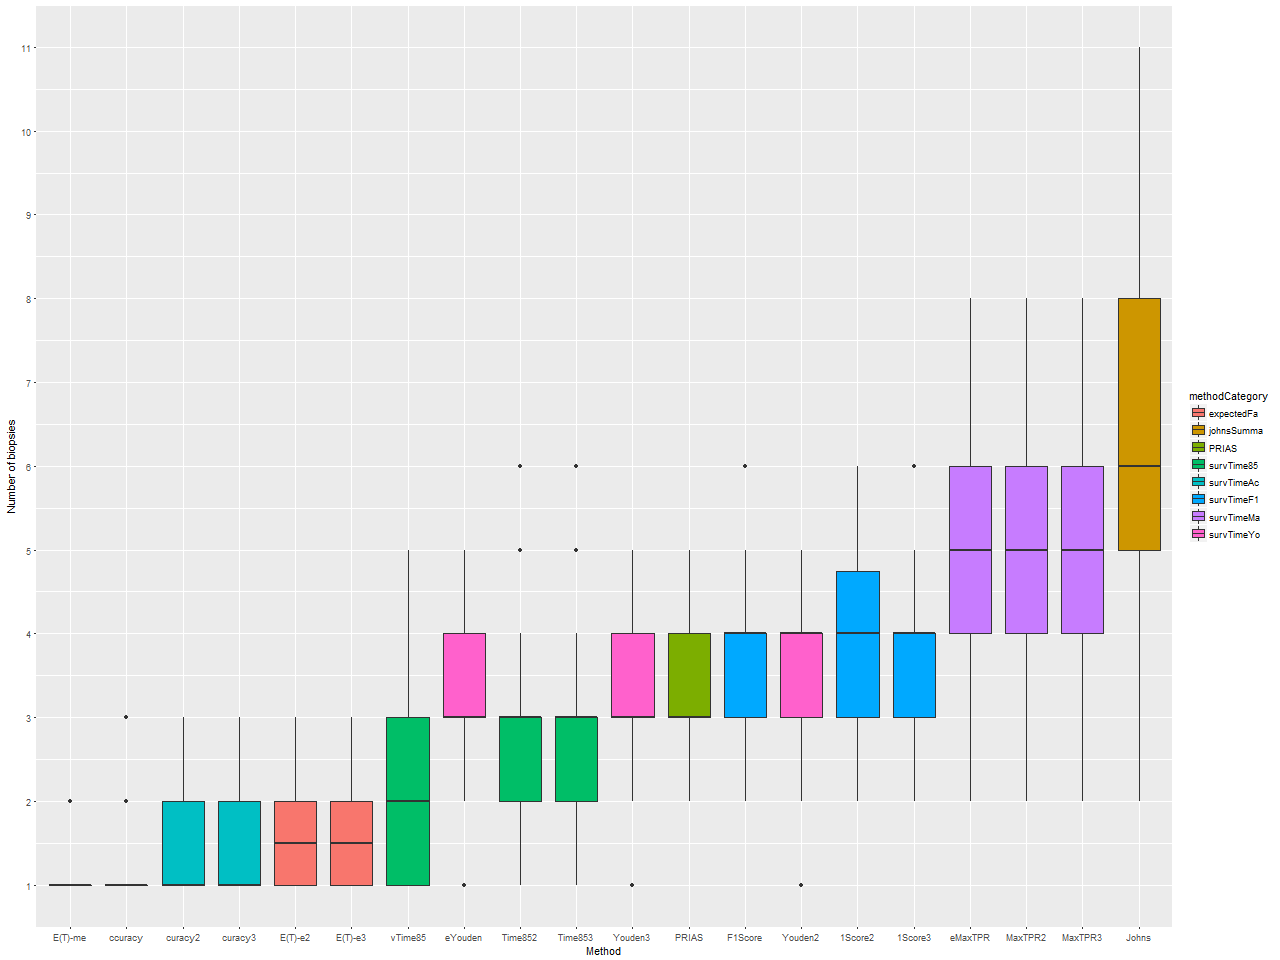 11
10
9
8
7
6
5
4
3
2
1
Number of biopsies
E(T)-me ccuracy curacy2 curacy3 E(T)-e2 E(T)-e3 vTime85 eYouden Time852 Time853 Youden3 PRIAS F1Score Youden2 1Score2 1Score3 eMaxTPR MaxTPR2 MaxTPR3 Johns
Method
methodCategory
expectedFa
johnsSumma
PRIAS
survTime85
survTimeAc
survTimeF1
survTimeMa
survTimeYo